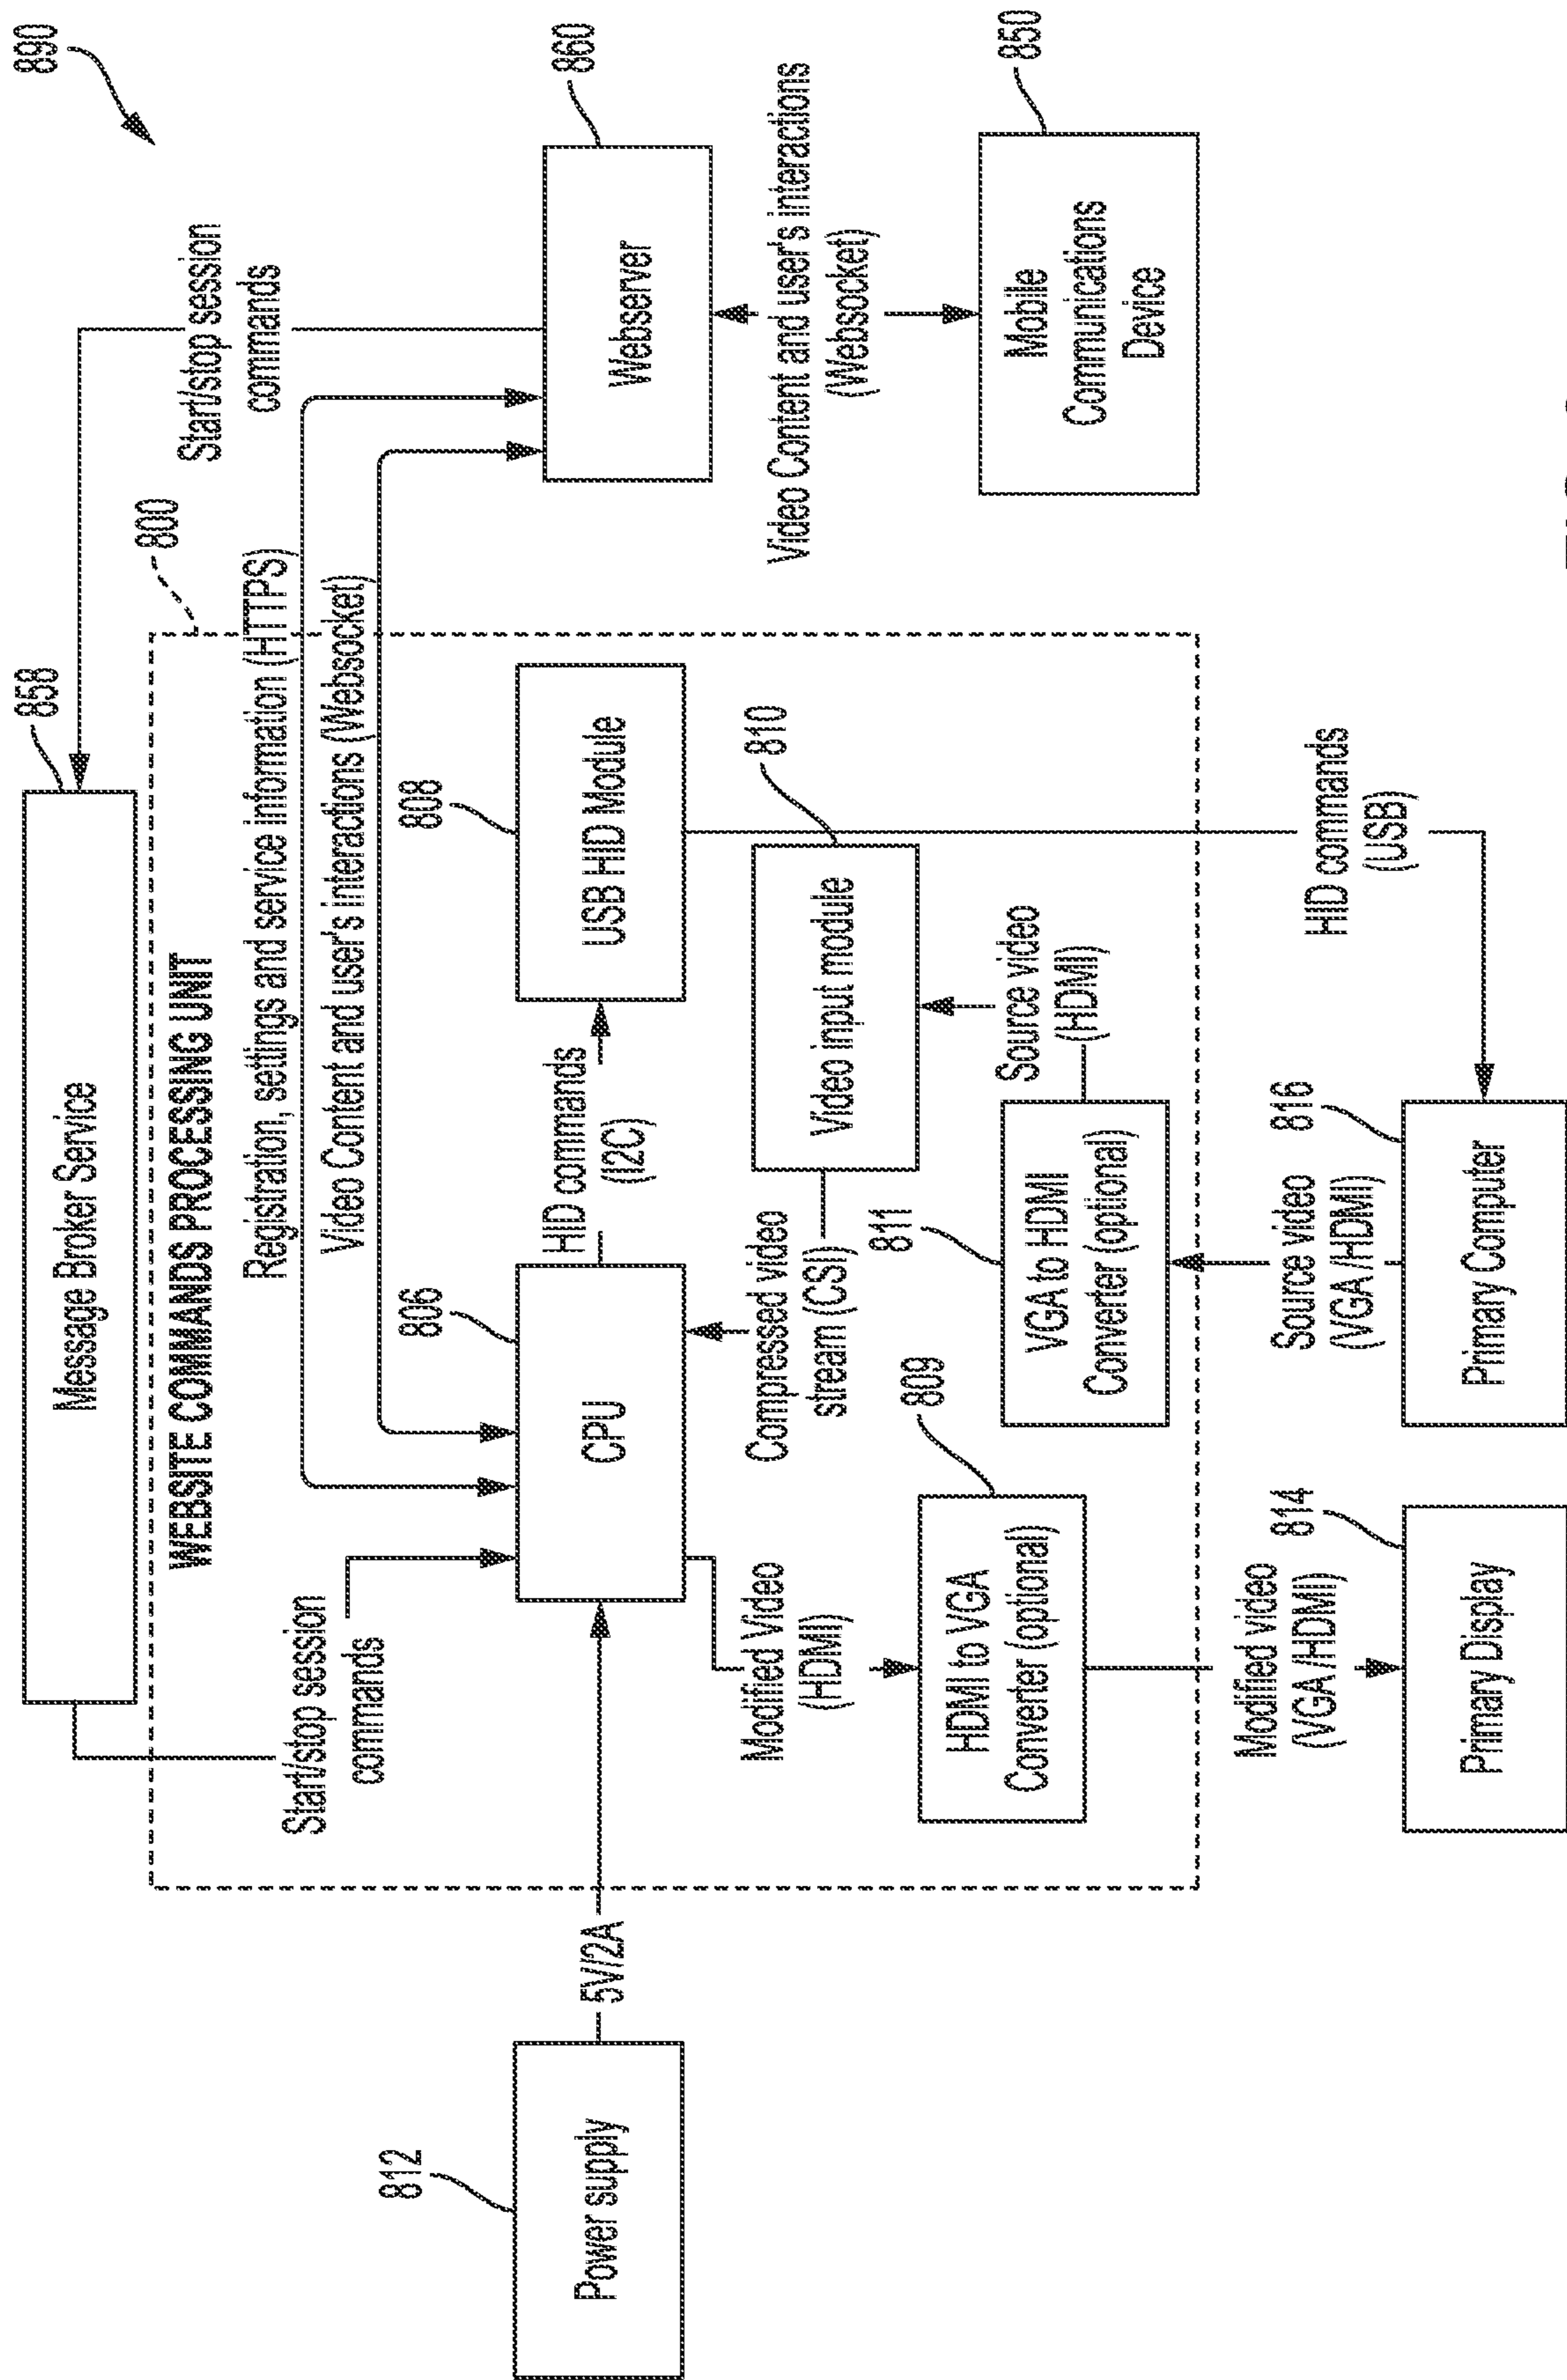 890
858
Message Broker Service
Start/stop session
commands
800
WEBSITE COMMANDS PROCESSING UNIT
Registration, settings and service information (HTTPS)
Video Content and user's interactions (Websocket)
Start/stop session
commands
812
Power supply
5V/2A
806
CPU
HID commands
(I2C)
808
USB HID Module
860
Webserver
Video Content and user's interactions
(Websocket)
850
Mobile
Communications
Device
Modified Video
(HDMI)
Compressed video
stream (CSI)
810
Video input module
809
HDMI to VGA
Converter (optional)
811
VGA to HDMI
Converter (optional)
Source video
(HDMI)
Modified video
(VGA /HDMI)
814
Primary Display
Source video
(VGA /HDMI)
816
Primary Computer
HID commands
(USB)